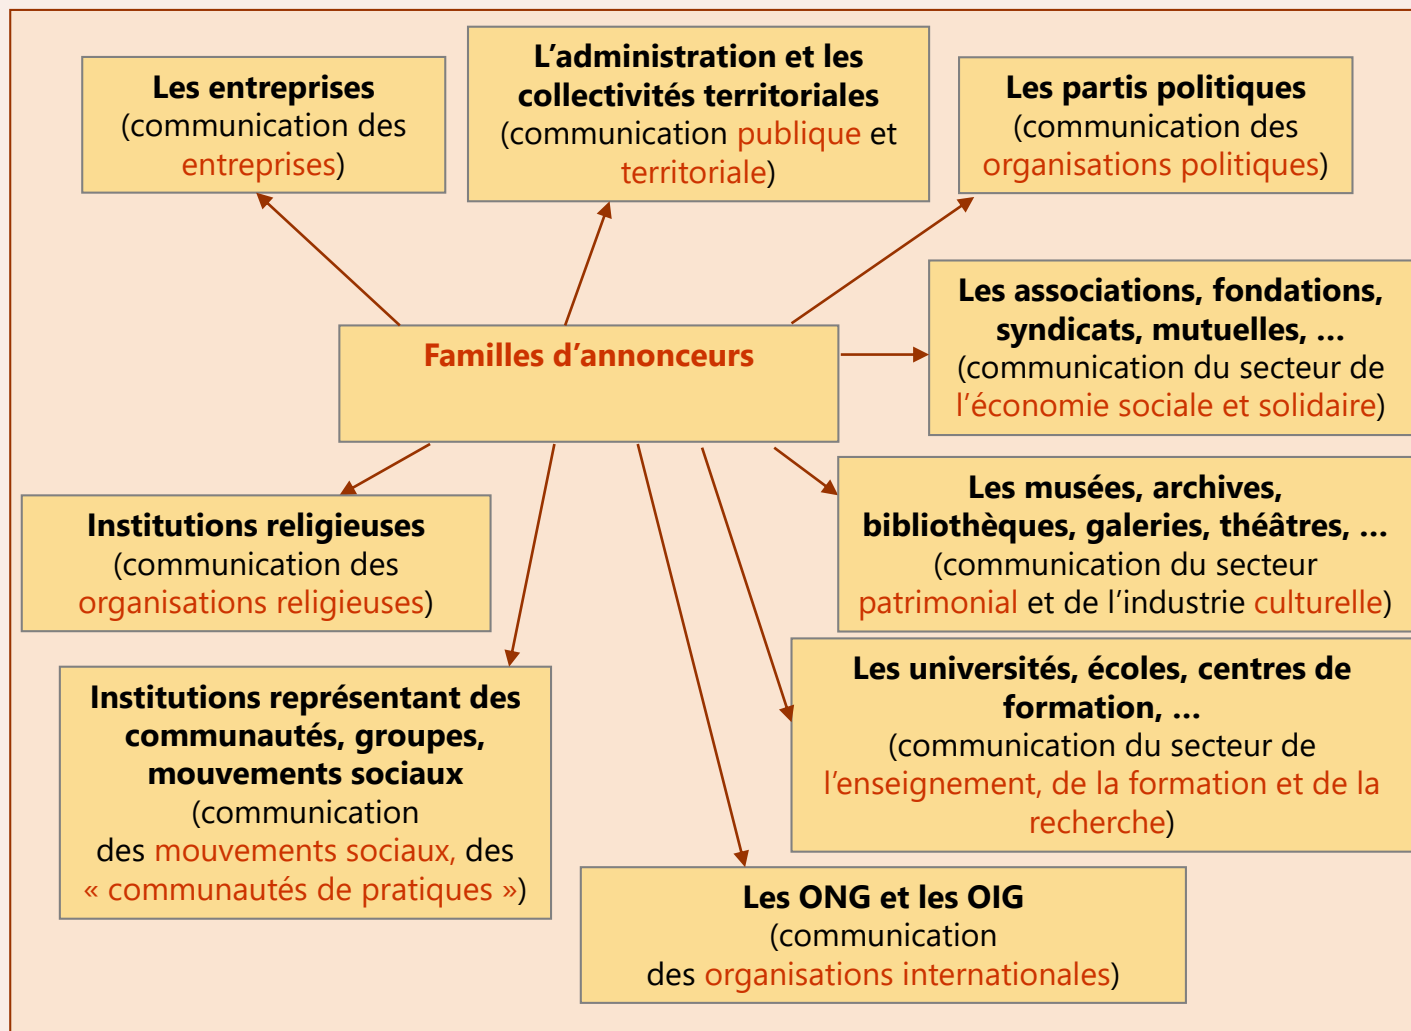 Les entreprises
(communication des
entreprises)
L'administration et les
collectivités territoriales
(communication publique et
territoriale)
Les partis politiques
(communication des
organisations politiques)
Les associations, fondations,
syndicats, mutuelles, …
(communication du secteur de
l'économie sociale et solidaire)
Familles d'annonceurs
Les musées, archives,
bibliothèques, galeries, théâtres, …
(communication du secteur
patrimonial et de l'industrie culturelle)
Institutions religieuses
(communication des
organisations religieuses)
Les universités, écoles, centres de
formation, …
(communication du secteur de
l'enseignement, de la formation et de la
recherche)
Institutions représentant des
communautés, groupes,
mouvements sociaux
(communication
des mouvements sociaux, des
« communautés de pratiques »)
Les ONG et les OIG
(communication
des organisations internationales)